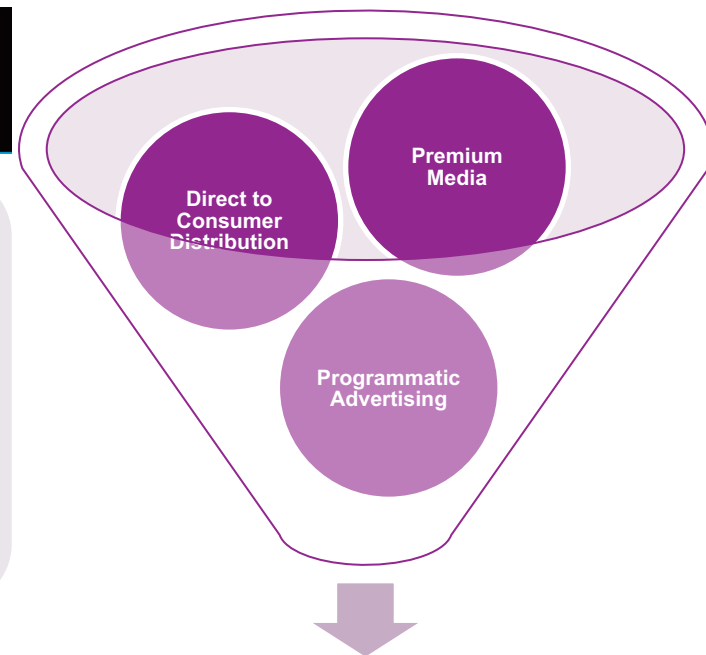 Premium
Media
Direct to
Consumer
Distribution
Programmatic
Advertising